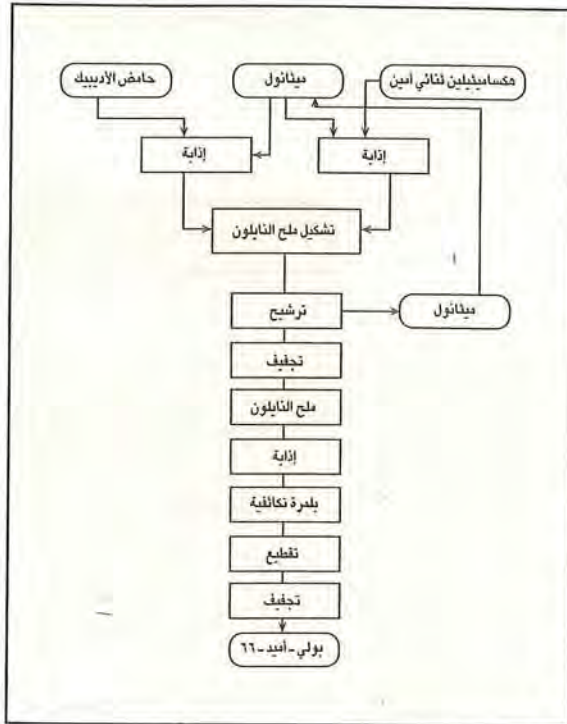 حامض الأديبيك
ميثانول
هكساميثيلين ثنائي أمين
إذابة
إذابة
تشكيل ملح النايلون
ترشيح
ميثانول
تجفيف
ملح النايلون
إذابة
بلمرة تكاثفية
تقطيع
تجفيف
بولي-أميد-٦٦